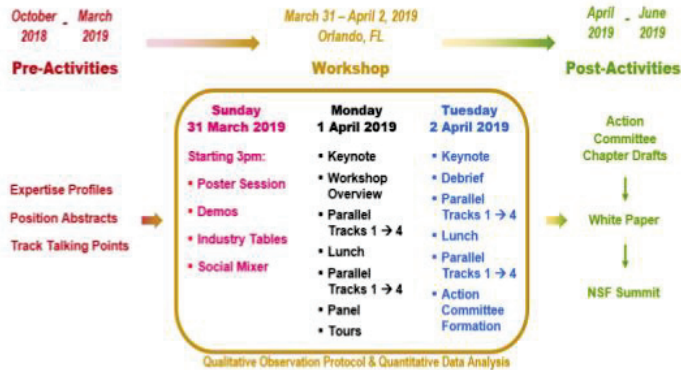 October - March
2018 2019
Pre-Activities
March 31 – April 2, 2019
Orlando, FL
Workshop
April - June
2019 2019
Post-Activities
Expertise Profiles
Position Abstracts
Track Talking Points
Sunday
31 March 2019
Starting 3pm:
▪ Poster Session
▪ Demos
▪ Industry Tables
▪ Social Mixer
Monday
1 April 2019
▪ Keynote
▪ Workshop
Overview
▪ Parallel
Tracks 1 → 4
▪ Lunch
▪ Parallel
Tracks 1 → 4
▪ Panel
▪ Tours
Tuesday
2 April 2019
▪ Keynote
▪ Debrief
▪ Parallel
Tracks 1 → 4
▪ Lunch
▪ Parallel
Tracks 1 → 4
▪ Action
Committee
Formation
Action
Committee
Chapter Drafts
White Paper
NSF Summit
Qualitative Observation Protocol & Quantitative Data Analysis